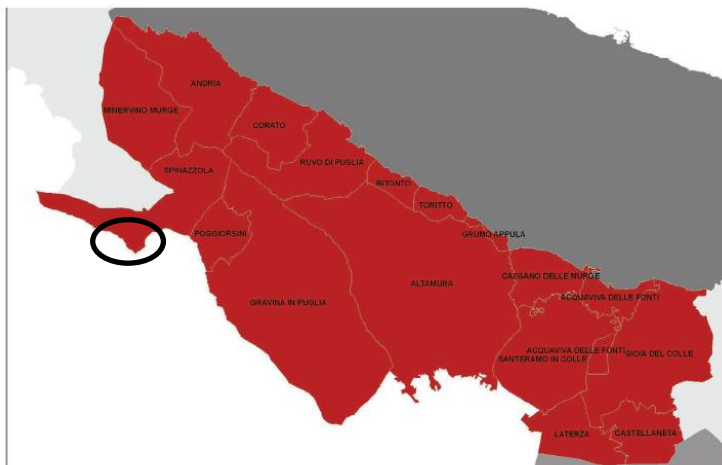 ANDRIA
MINERVINO MURGE
CORATO
RUVO DI PUGLIA
SPINAZZOLA
BITONTO
TORITTO
POGGIORSINI
GRUMO APPULA
CASSANO DELLE MURGE
ALTAMURA
ACQUAVIVA DELLE FONTI
GRAVINA IN PUGLIA
ACQUAVIVA DELLE FONTI
SANTERAMO IN COLLE
GIOIA DEL COLLE
LATERZA
CASTELLANETA